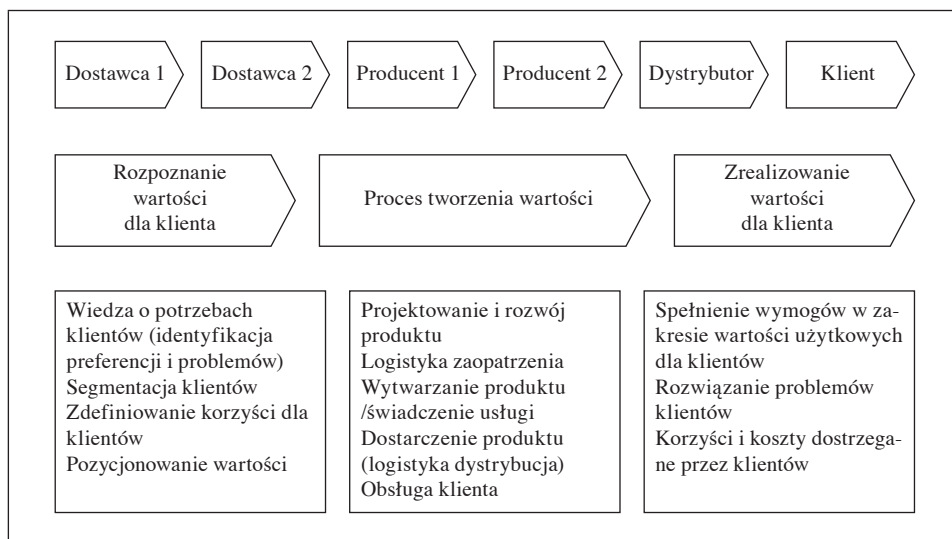 Dostawca 1
Dostawca 2
Producent 1
Producent 2
Dystrybutor
Klient
Rozpoznanie
wartości
dla klienta
Proces tworzenia wartości
Zrealizowanie
wartości
dla klienta
Wiedza o potrzebach
klientów (identyfikacja
preferencji i problemów)
Segmentacja klientów
Zdefiniowanie korzyści dla
klientów
Pozycjonowanie wartości
Projektowanie i rozwój
produktu
Logistyka zaopatrzenia
Wytwarzanie produktu
/świadczenie usługi
Dostarczenie produktu
(logistyka dystrybucja)
Obsługa klienta
Spełnienie wymogów w za-
kresie wartości użytkowych
dla klientów
Rozwiązanie problemów
klientów
Korzyści i koszty dostrzega-
ne przez klientów